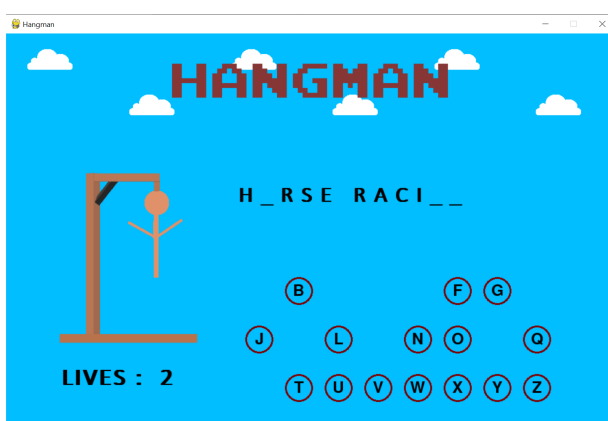 Hangman
HANGMAN
H_RSE RACI__
B F G
J L N O Q
LIVES : 2
T U V W X Y Z